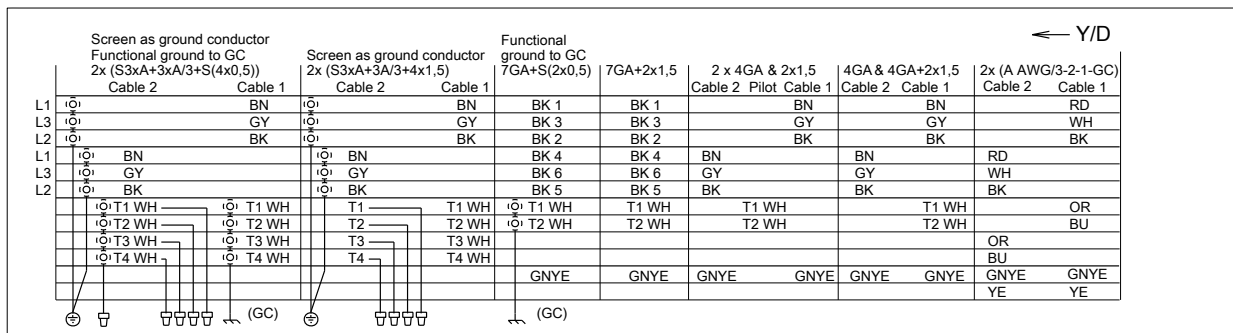 Y/D
Screen as ground conductor
Functional ground to GC
2x (S3xA+3xA/3+S(4x0,5))
Screen as ground conductor
2x (S3xA+3A/3+4x1,5)
Functional
ground to GC
7GA+S(2x0,5)
7GA+2x1,5
2 x 4GA & 2x1,5
4GA & 4GA+2x1,5
2x (A AWG/3-2-1-GC)
Cable 2 Cable 1 Cable 2 Cable 1 Cable 2 Pilot Cable 1 Cable 2 Cable 1 Cable 2 Cable 1
L1 BN BN BK 1 BK 1 BN BN RD
L3 GY GY BK 3 BK 3 GY GY WH
L2 BK BK BK 2 BK 2 BK BK BK
L1 BN BN BK 4 BK 4 BN BN RD
L3 GY GY BK 6 BK 6 GY GY WH
L2 BK BK BK 5 BK 5 BK BK BK
T1 WH T1 WH T1 T1 WH T1 WH T1 WH T1 WH T1 WH OR
T2 WH T2 WH T2 T2 WH T2 WH T2 WH T2 WH T2 WH BU
T3 WH T3 WH T3 T3 WH OR
T4 WH T4 WH T4 T4 WH BU
GNYE GNYE GNYE GNYE GNYE GNYE GNYE GNYE
YE YE
(GC) (GC)